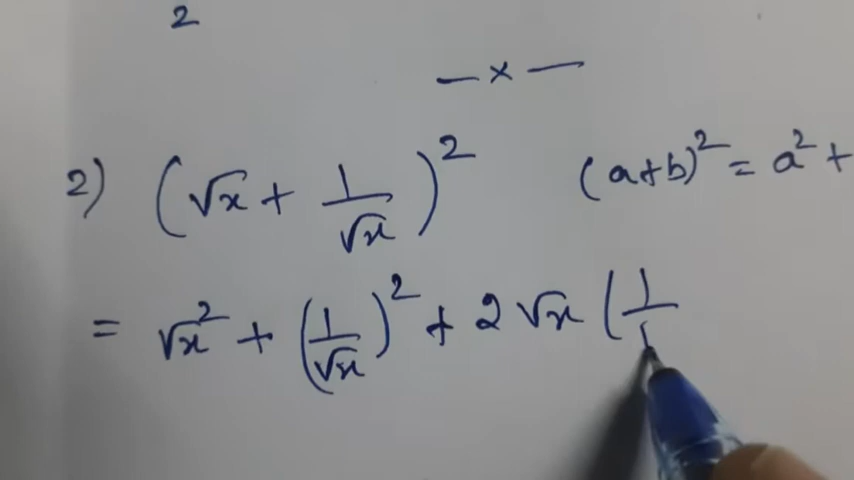 2
—×—
2) (√x + 1/√x)² (a+b)² = a² +
= √x² + (1/√x)² + 2√x (1/